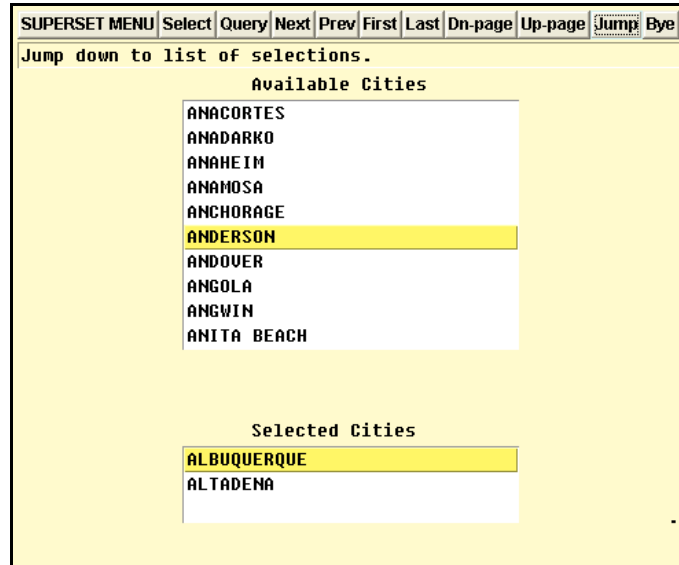 SUPERSET MENU Select Query Next Prev First Last Dn-page Up-page Jump Bye
Jump down to list of selections.
Available Cities
ANACORTES
ANADARKO
ANAHEIM
ANAMOSA
ANCHORAGE
ANDERSON
ANDOVER
ANGOLA
ANGWIN
ANITA BEACH
Selected Cities
ALBUQUERQUE
ALTADENA